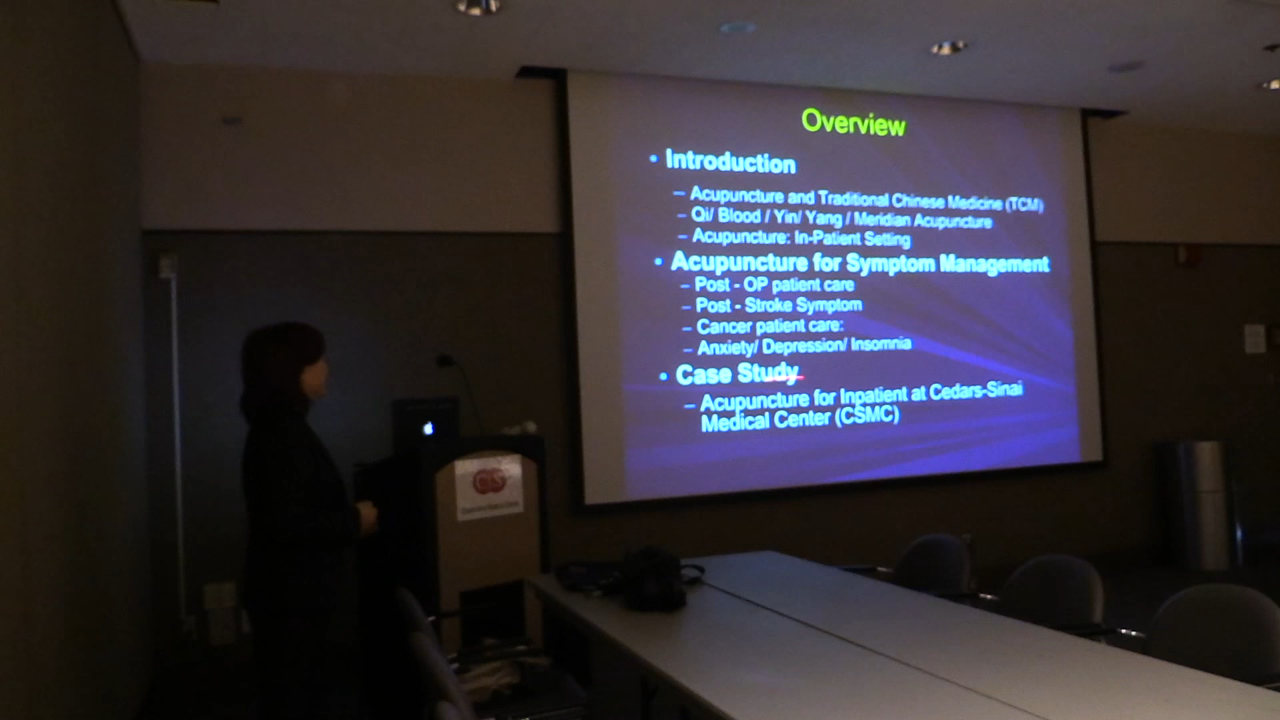 Overview
• Introduction
– Acupuncture and Traditional Chinese Medicine (TCM)
– Qi/ Blood / Yin/ Yang / Meridian Acupuncture
– Acupuncture: In-Patient Setting
• Acupuncture for Symptom Management
– Post - OP patient care
– Post - Stroke Symptom
– Cancer patient care:
– Anxiety/ Depression/ Insomnia
• Case Study
– Acupuncture for Inpatient at Cedars-Sinai
Medical Center (CSMC)